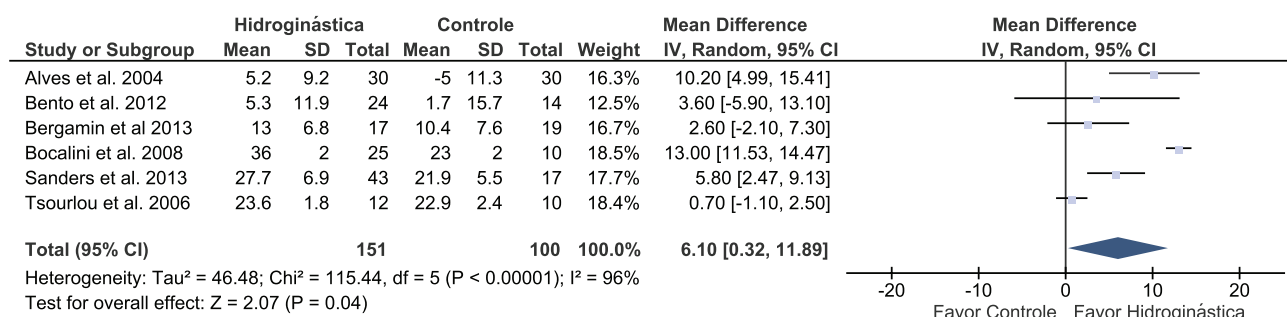 Hidroginástica Controle Mean Difference Mean Difference
Study or Subgroup Mean SD Total Mean SD Total Weight IV, Random, 95% CI IV, Random, 95% CI
Alves et al. 2004 5.2 9.2 30 -5 11.3 30 16.3% 10.20 [4.99, 15.41]
Bento et al. 2012 5.3 11.9 24 1.7 15.7 14 12.5% 3.60 [-5.90, 13.10]
Bergamin et al 2013 13 6.8 17 10.4 7.6 19 16.7% 2.60 [-2.10, 7.30]
Bocalini et al. 2008 36 2 25 23 2 10 18.5% 13.00 [11.53, 14.47]
Sanders et al. 2013 27.7 6.9 43 21.9 5.5 17 17.7% 5.80 [2.47, 9.13]
Tsourlou et al. 2006 23.6 1.8 12 22.9 2.4 10 18.4% 0.70 [-1.10, 2.50]
Total (95% CI) 151 100 100.0% 6.10 [0.32, 11.89]
Heterogeneity: Tau² = 46.48; Chi² = 115.44, df = 5 (P < 0.00001); I² = 96%
Test for overall effect: Z = 2.07 (P = 0.04)
-20 -10 0 10 20
Favor Controle Favor Hidroginástica